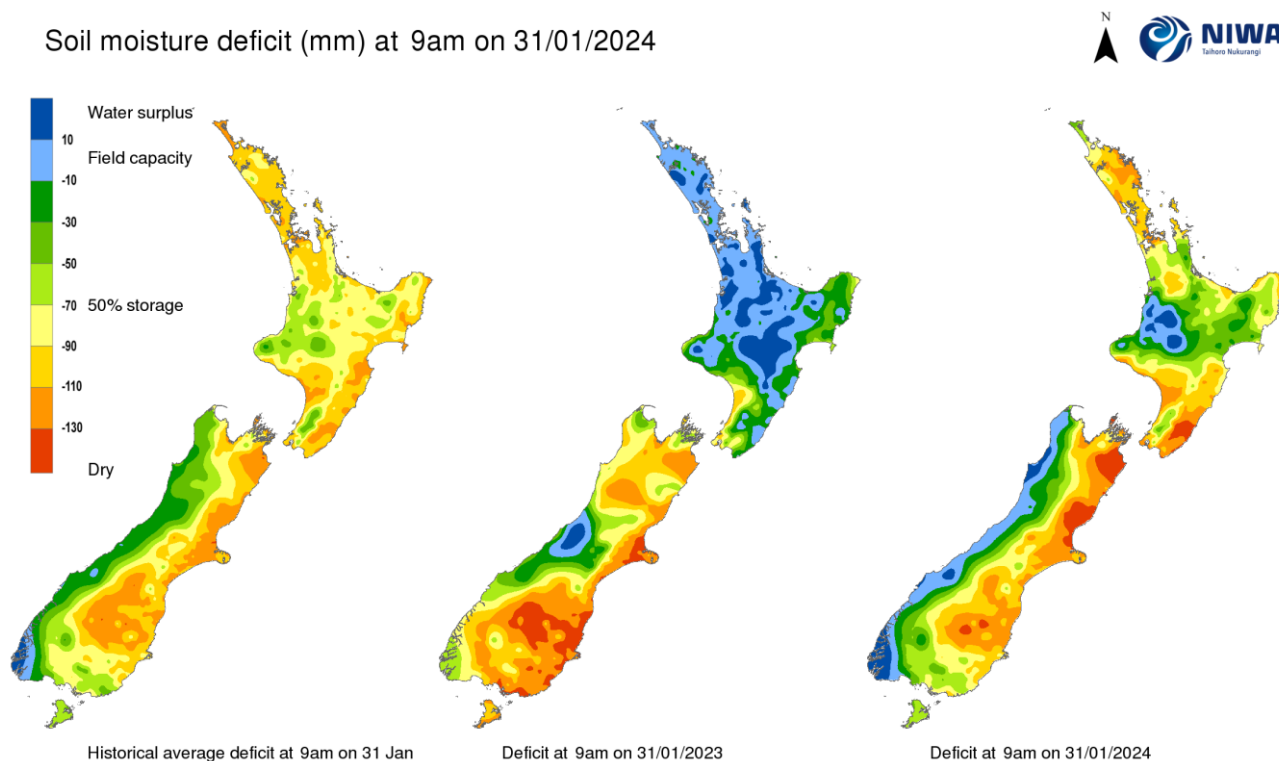 Soil moisture deficit (mm) at 9am on 31/01/2024
N
NIWA
Taihoro Nukurangi
Water surplus
10
Field capacity
-10
-30
-50
-70
50% storage
-90
-110
-130
Dry
Historical average deficit at 9am on 31 Jan
Deficit at 9am on 31/01/2023
Deficit at 9am on 31/01/2024